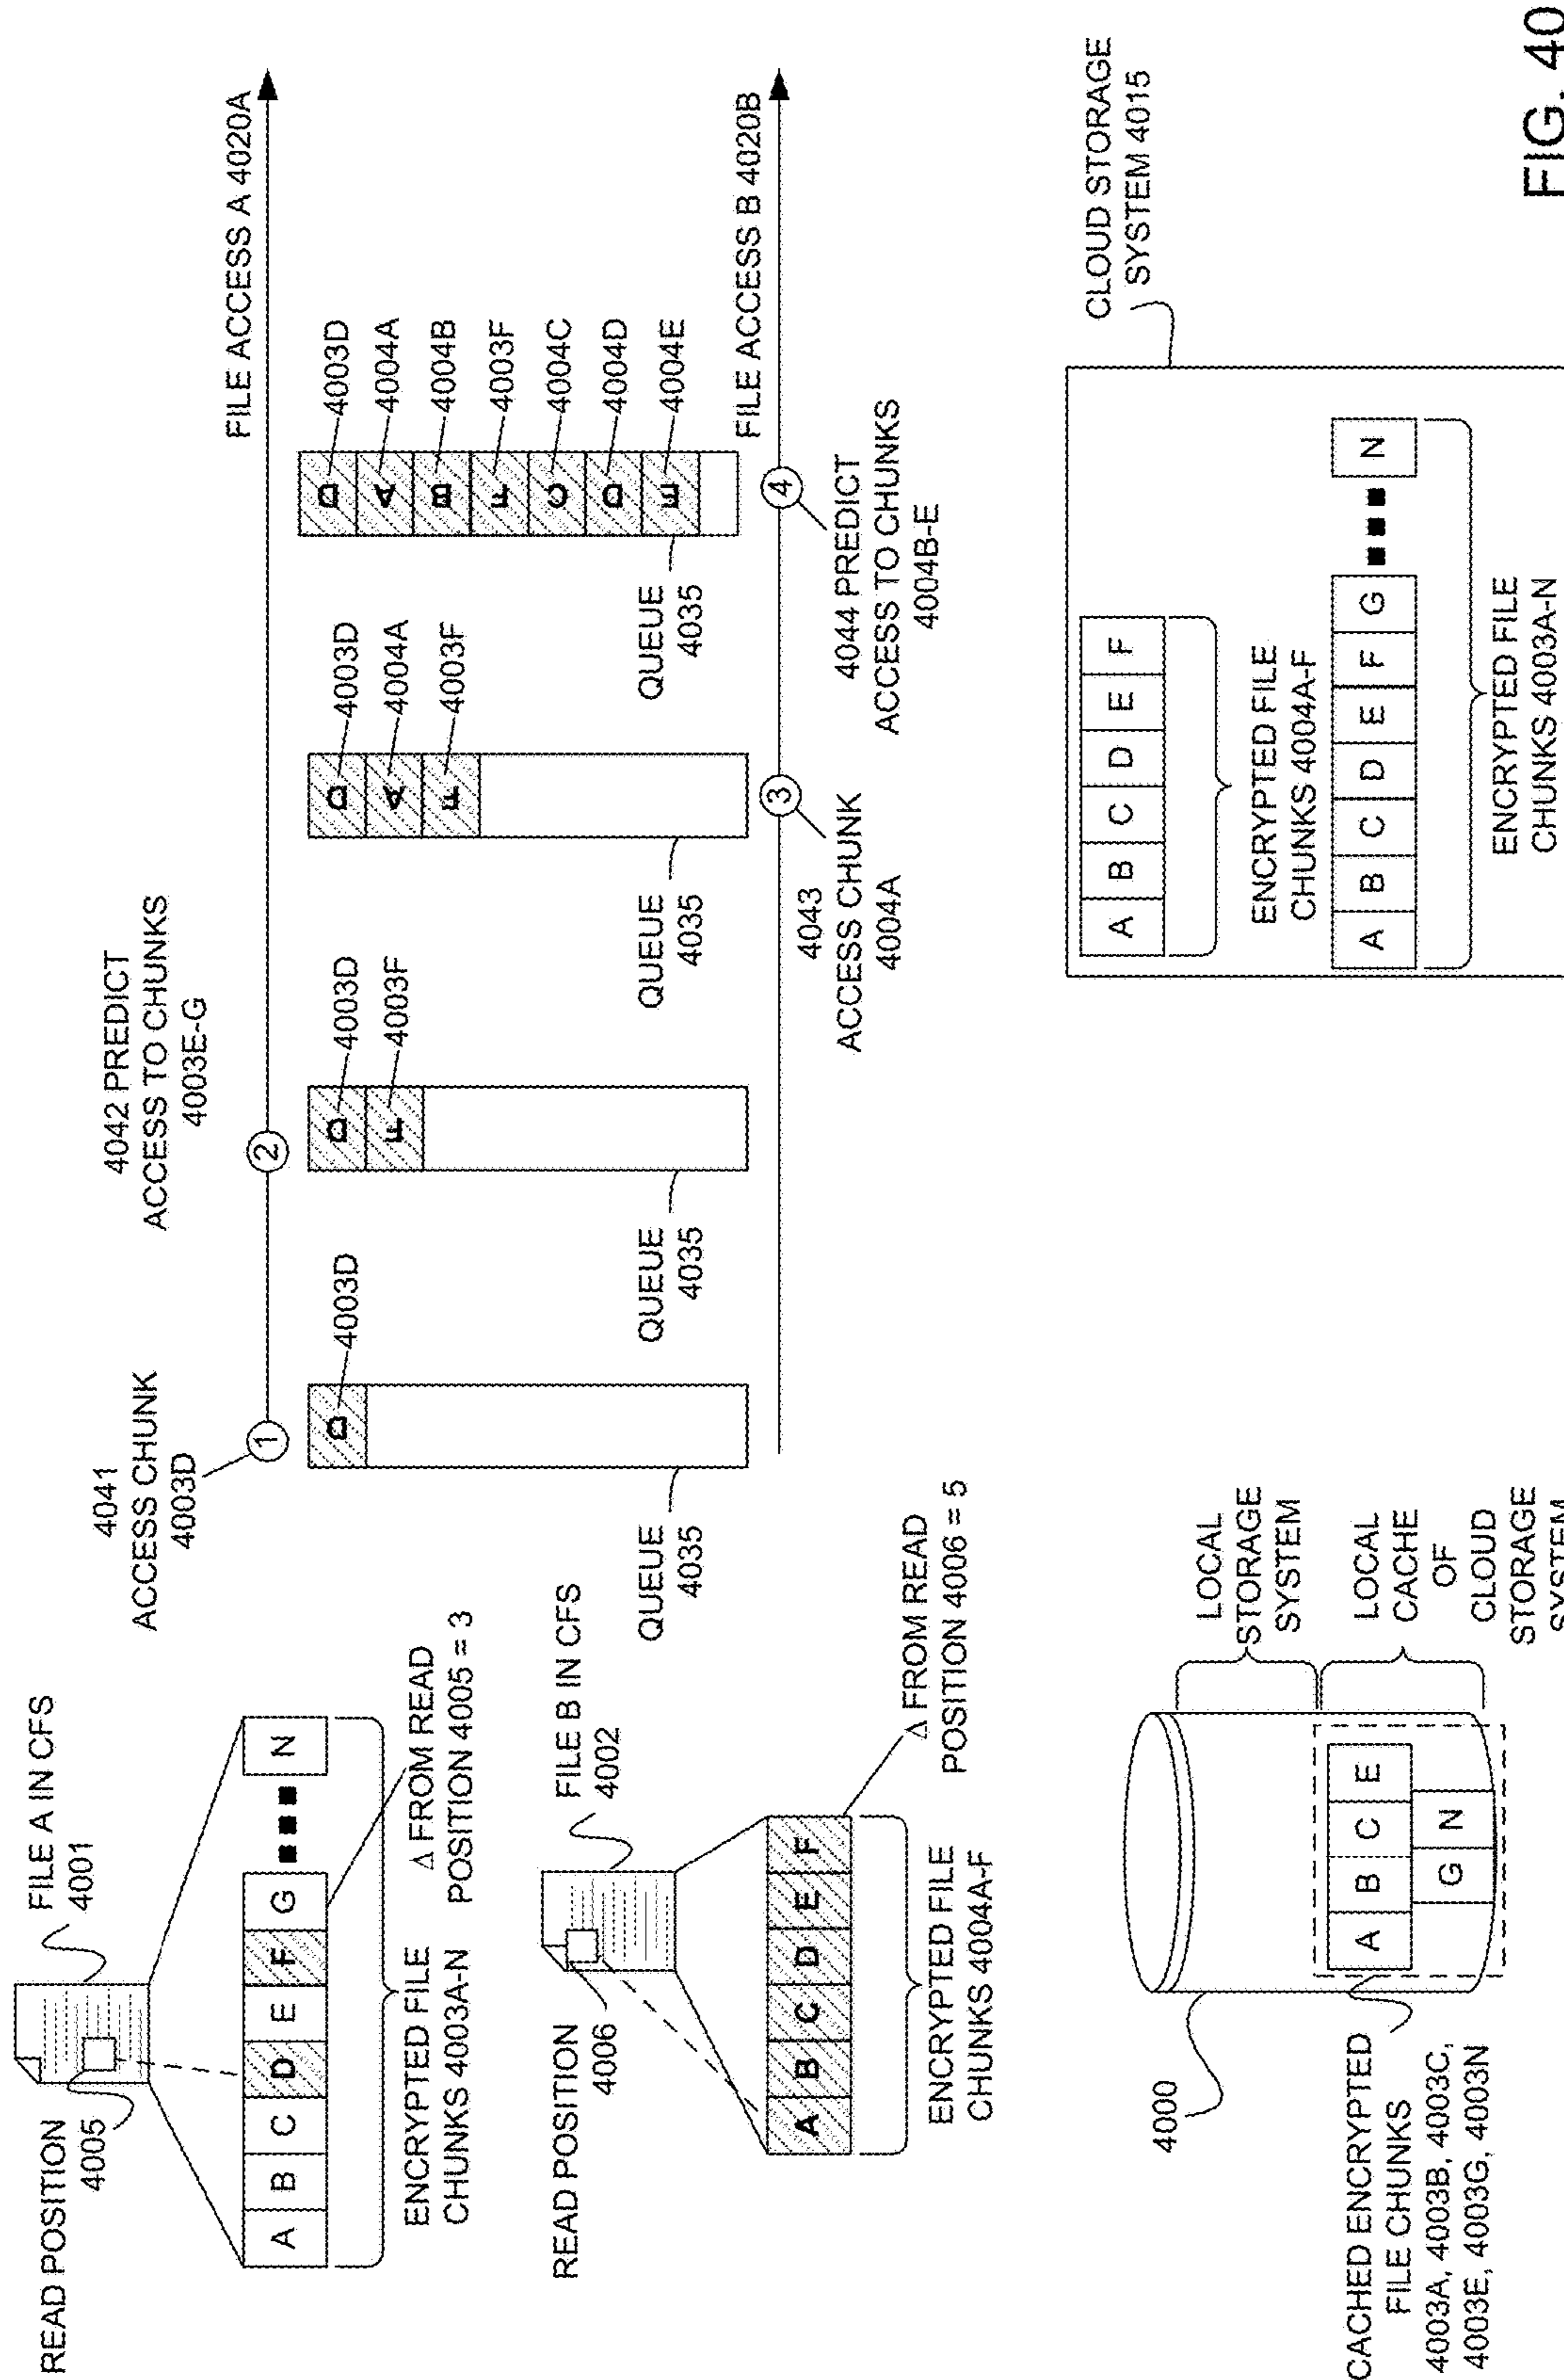 READ POSITION
4005
FILE A IN CFS
4001
A B C D E F G ■■■ N
ENCRYPTED FILE
CHUNKS 4003A-N
Δ FROM READ
POSITION 4005 = 3
READ POSITION
4006
FILE B IN CFS
4002
A B C D E F
ENCRYPTED FILE
CHUNKS 4004A-F
Δ FROM READ
POSITION 4006 = 5
4000
CACHED ENCRYPTED
FILE CHUNKS
4003A, 4003B, 4003C,
4003E, 4003G, 4003N
A B C E
G N
LOCAL
STORAGE
SYSTEM
LOCAL
CACHE
OF
CLOUD
STORAGE
SYSTEM
4041
ACCESS CHUNK
4003D
1
4042 PREDICT
ACCESS TO CHUNKS
4003E-G
2
FILE ACCESS A 4020A
D
4003D
QUEUE
4035
D
F
4003D
4003F
QUEUE
4035
D
A
F
4003D
4004A
4003F
QUEUE
4035
D
A
B
F
C
D
E
4003D
4004A
4004B
4003F
4004C
4004D
4004E
QUEUE
4035
FILE ACCESS B 4020B
3
4043
ACCESS CHUNK
4004A
4
4044 PREDICT
ACCESS TO CHUNKS
4004B-E
CLOUD STORAGE
SYSTEM 4015
A B C D E F
ENCRYPTED FILE
CHUNKS 4004A-F
A B C D E F G ■■■ N
ENCRYPTED FILE
CHUNKS 4003A-N
FIG. 40